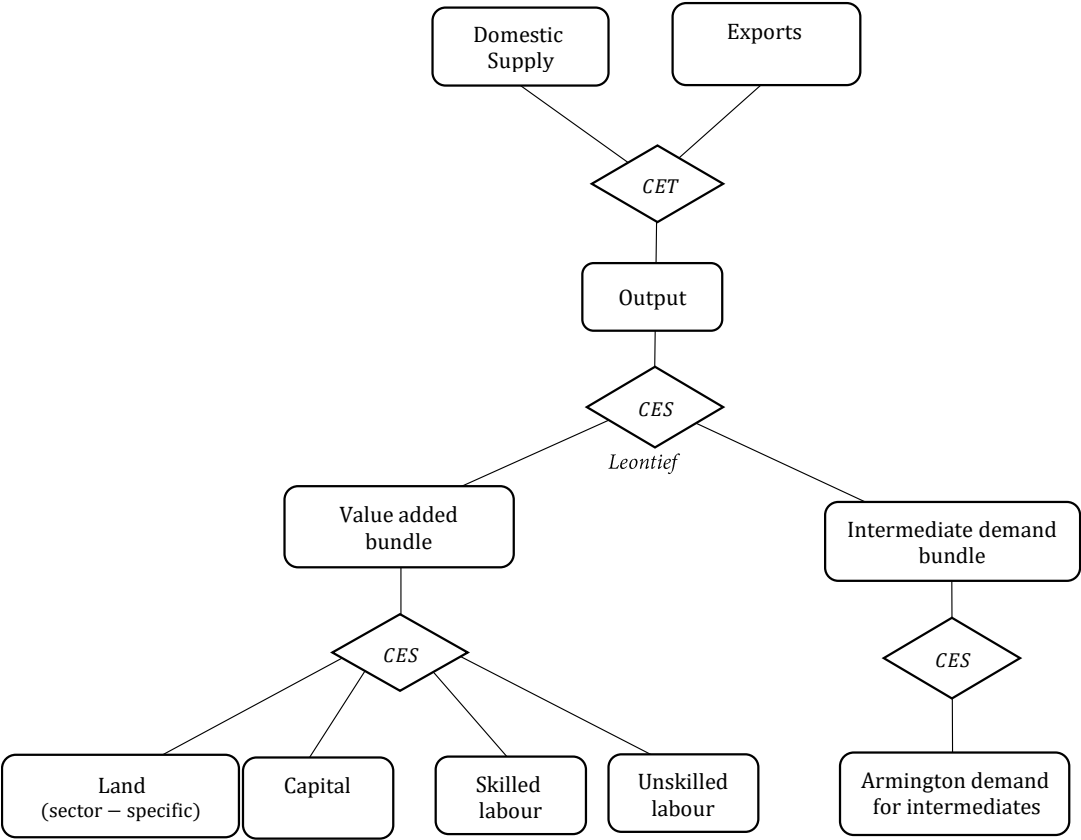 Domestic
Supply
Exports
CET
Output
CES
Leontief
Value added
bundle
Intermediate demand
bundle
CES
CES
Land
(sector − specific)
Capital
Skilled
labour
Unskilled
labour
Armington demand
for intermediates